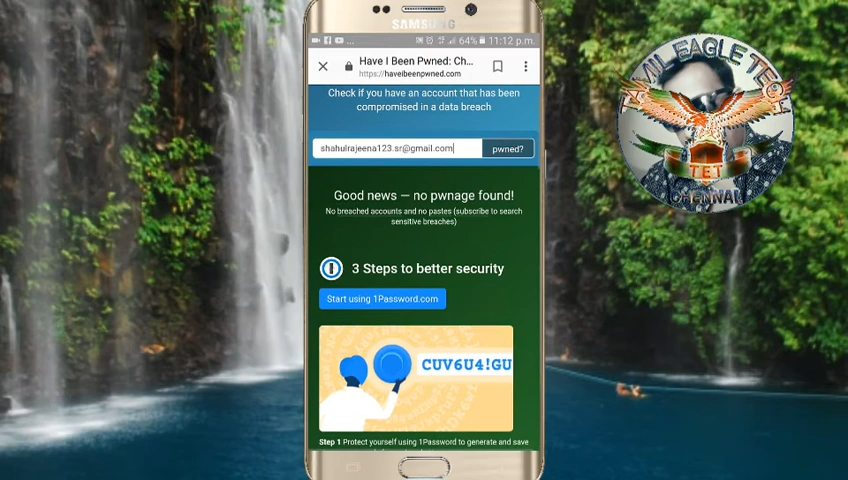 SAMSUNG
64% 11:12 p.m.
Have I Been Pwned: Ch...
https://haveibeenpwned.com
Check if you have an account that has been
compromised in a data breach
shahulrajeena123.sr@gmail.com
pwned?
Good news — no pwnage found!
No breached accounts and no pastes (subscribe to search
sensitive breaches)
3 Steps to better security
Start using 1Password.com
CUV6U4!GU
Step 1 Protect yourself using 1Password to generate and save
TAMIL EAGLE TECH
TET
CHENNAI